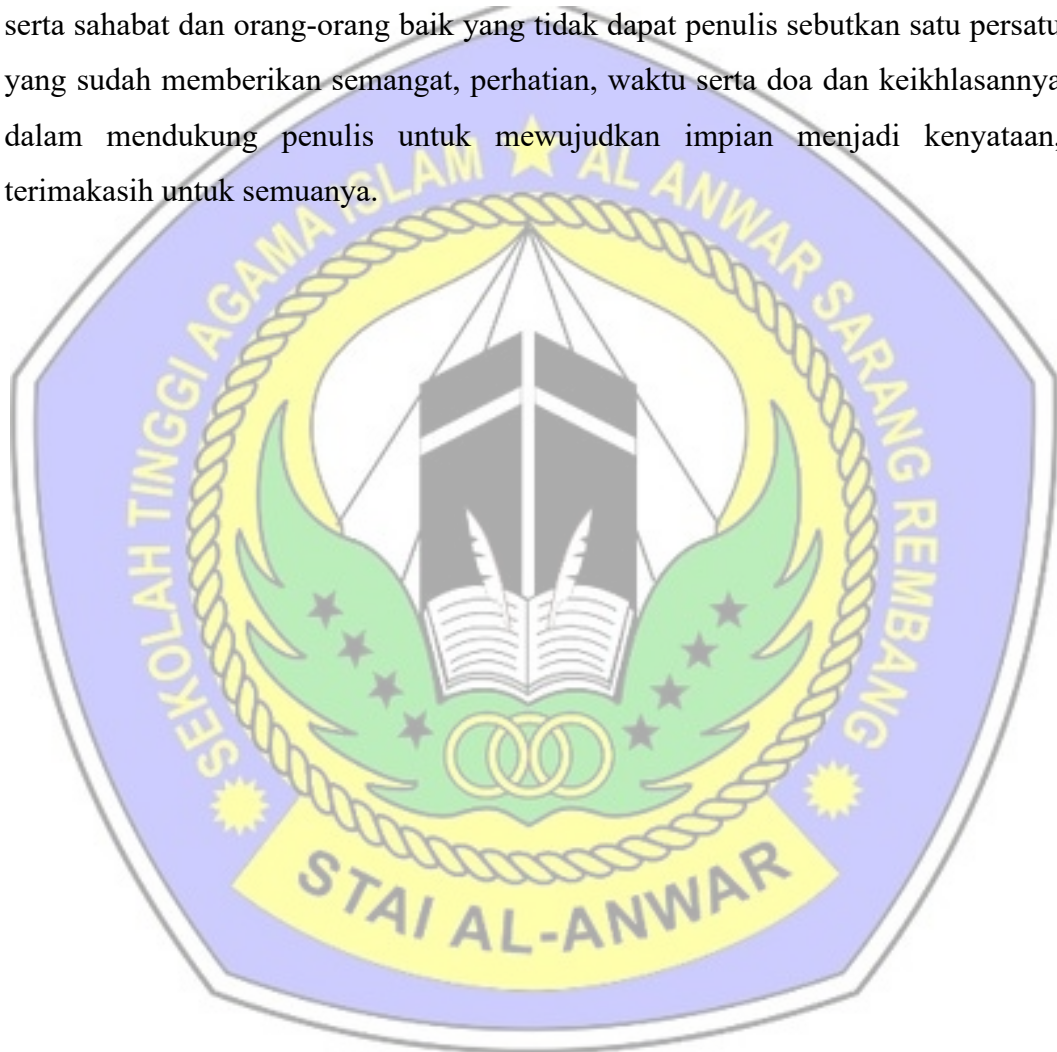 serta sahabat dan orang-orang baik yang tidak dapat penulis sebutkan satu persatu
yang sudah memberikan semangat, perhatian, waktu serta doa dan keikhlasannya
dalam mendukung penulis untuk mewujudkan impian menjadi kenyataan,
terimakasih untuk semuanya.
SEKOLAH TINGGI AGAMA ISLAM ★ AL ANWAR SARANG REMBANG
STAI AL-ANWAR